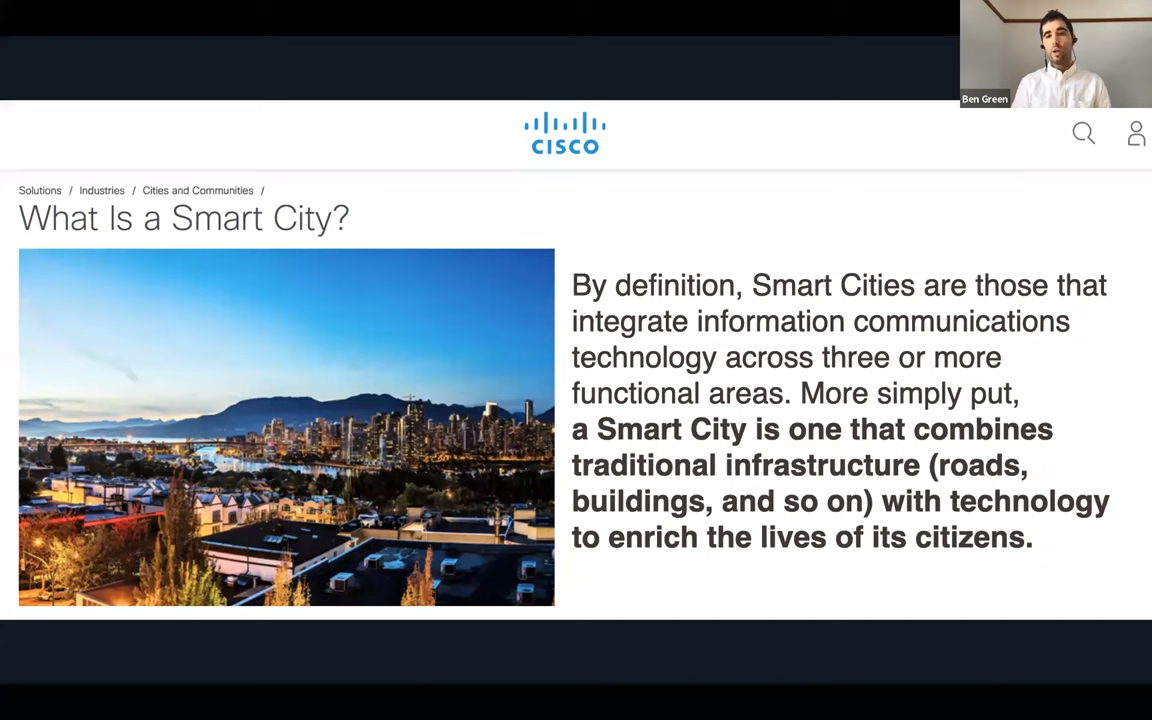 Ben Green
CISCO
Solutions / Industries / Cities and Communities /
What Is a Smart City?
By definition, Smart Cities are those that
integrate information communications
technology across three or more
functional areas. More simply put,
a Smart City is one that combines
traditional infrastructure (roads,
buildings, and so on) with technology
to enrich the lives of its citizens.